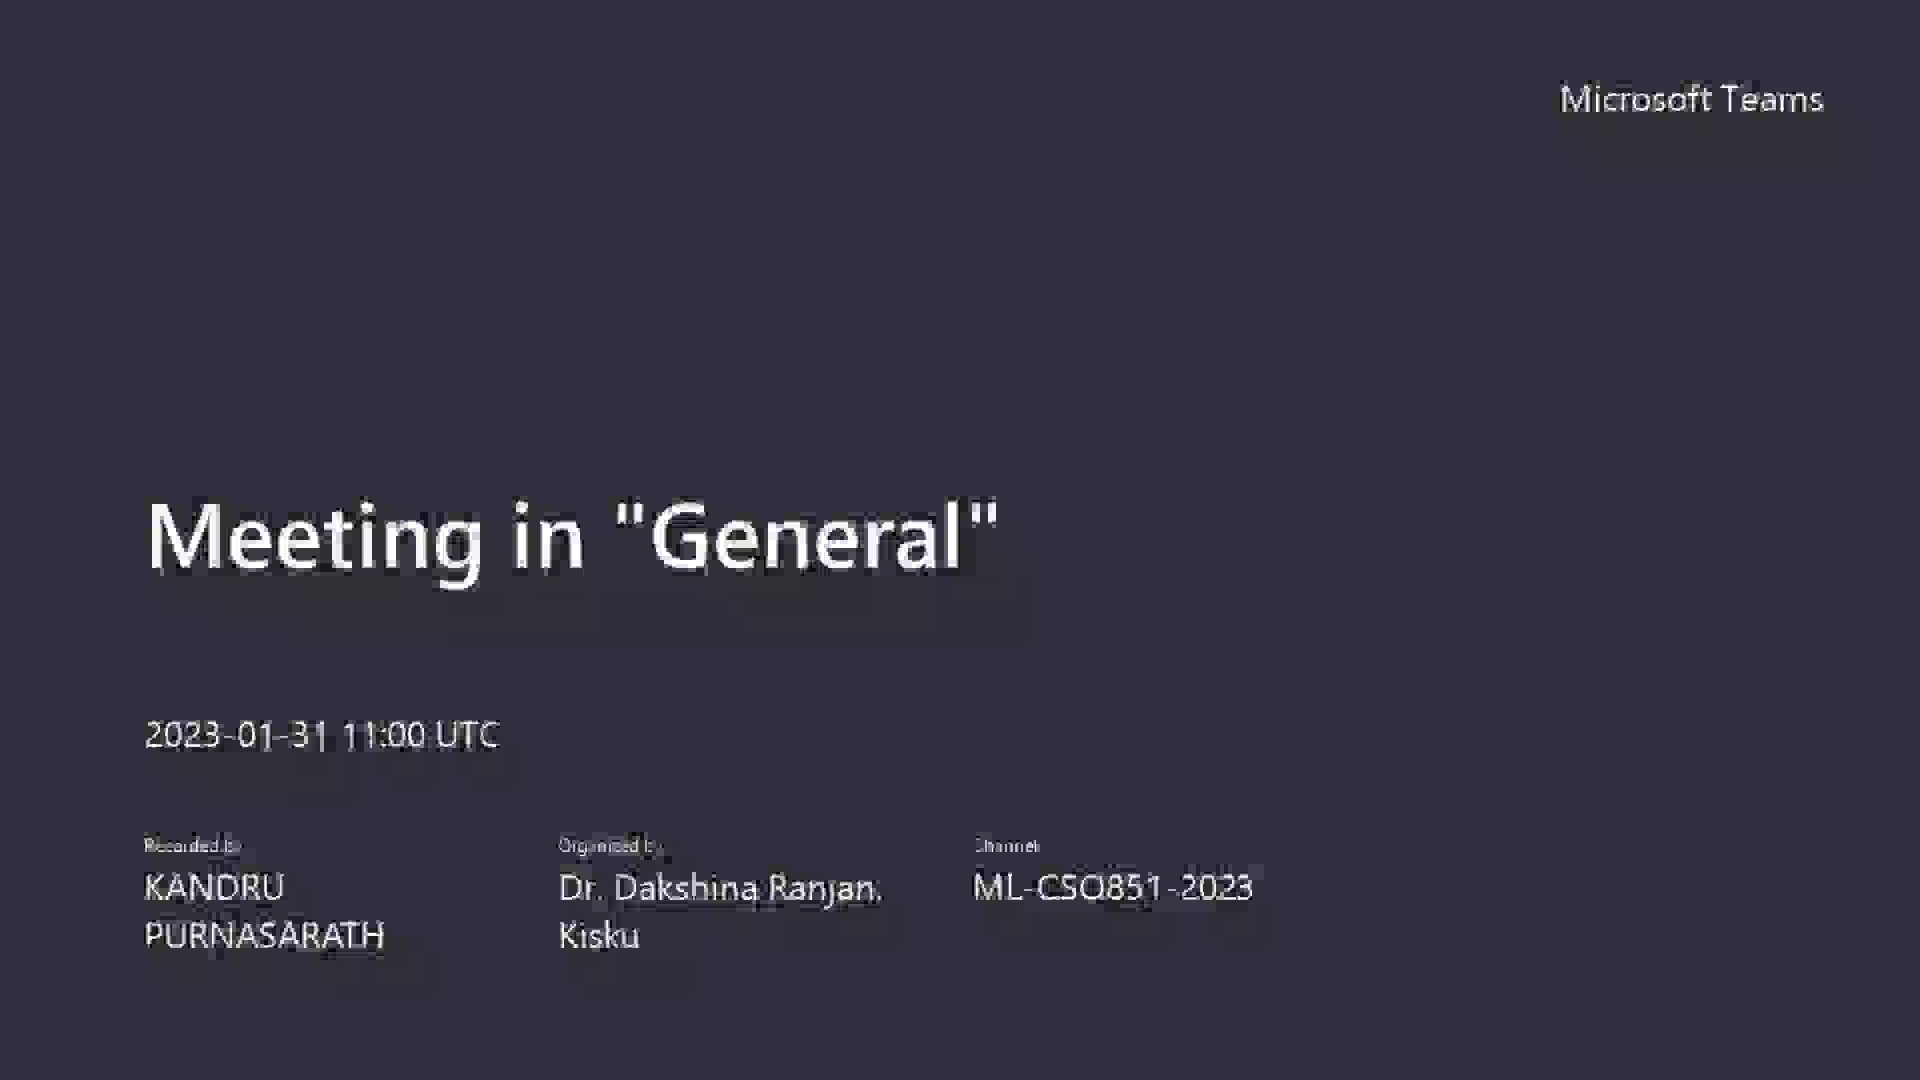 Microsoft Teams
Meeting in "General"
2023-01-31 11:00 UTC
Recorded by
Organized by
Channel
KANDRU
Dr. Dakshina Ranjan.
ML-CSO851-2023
PURNASARATH
Kisku